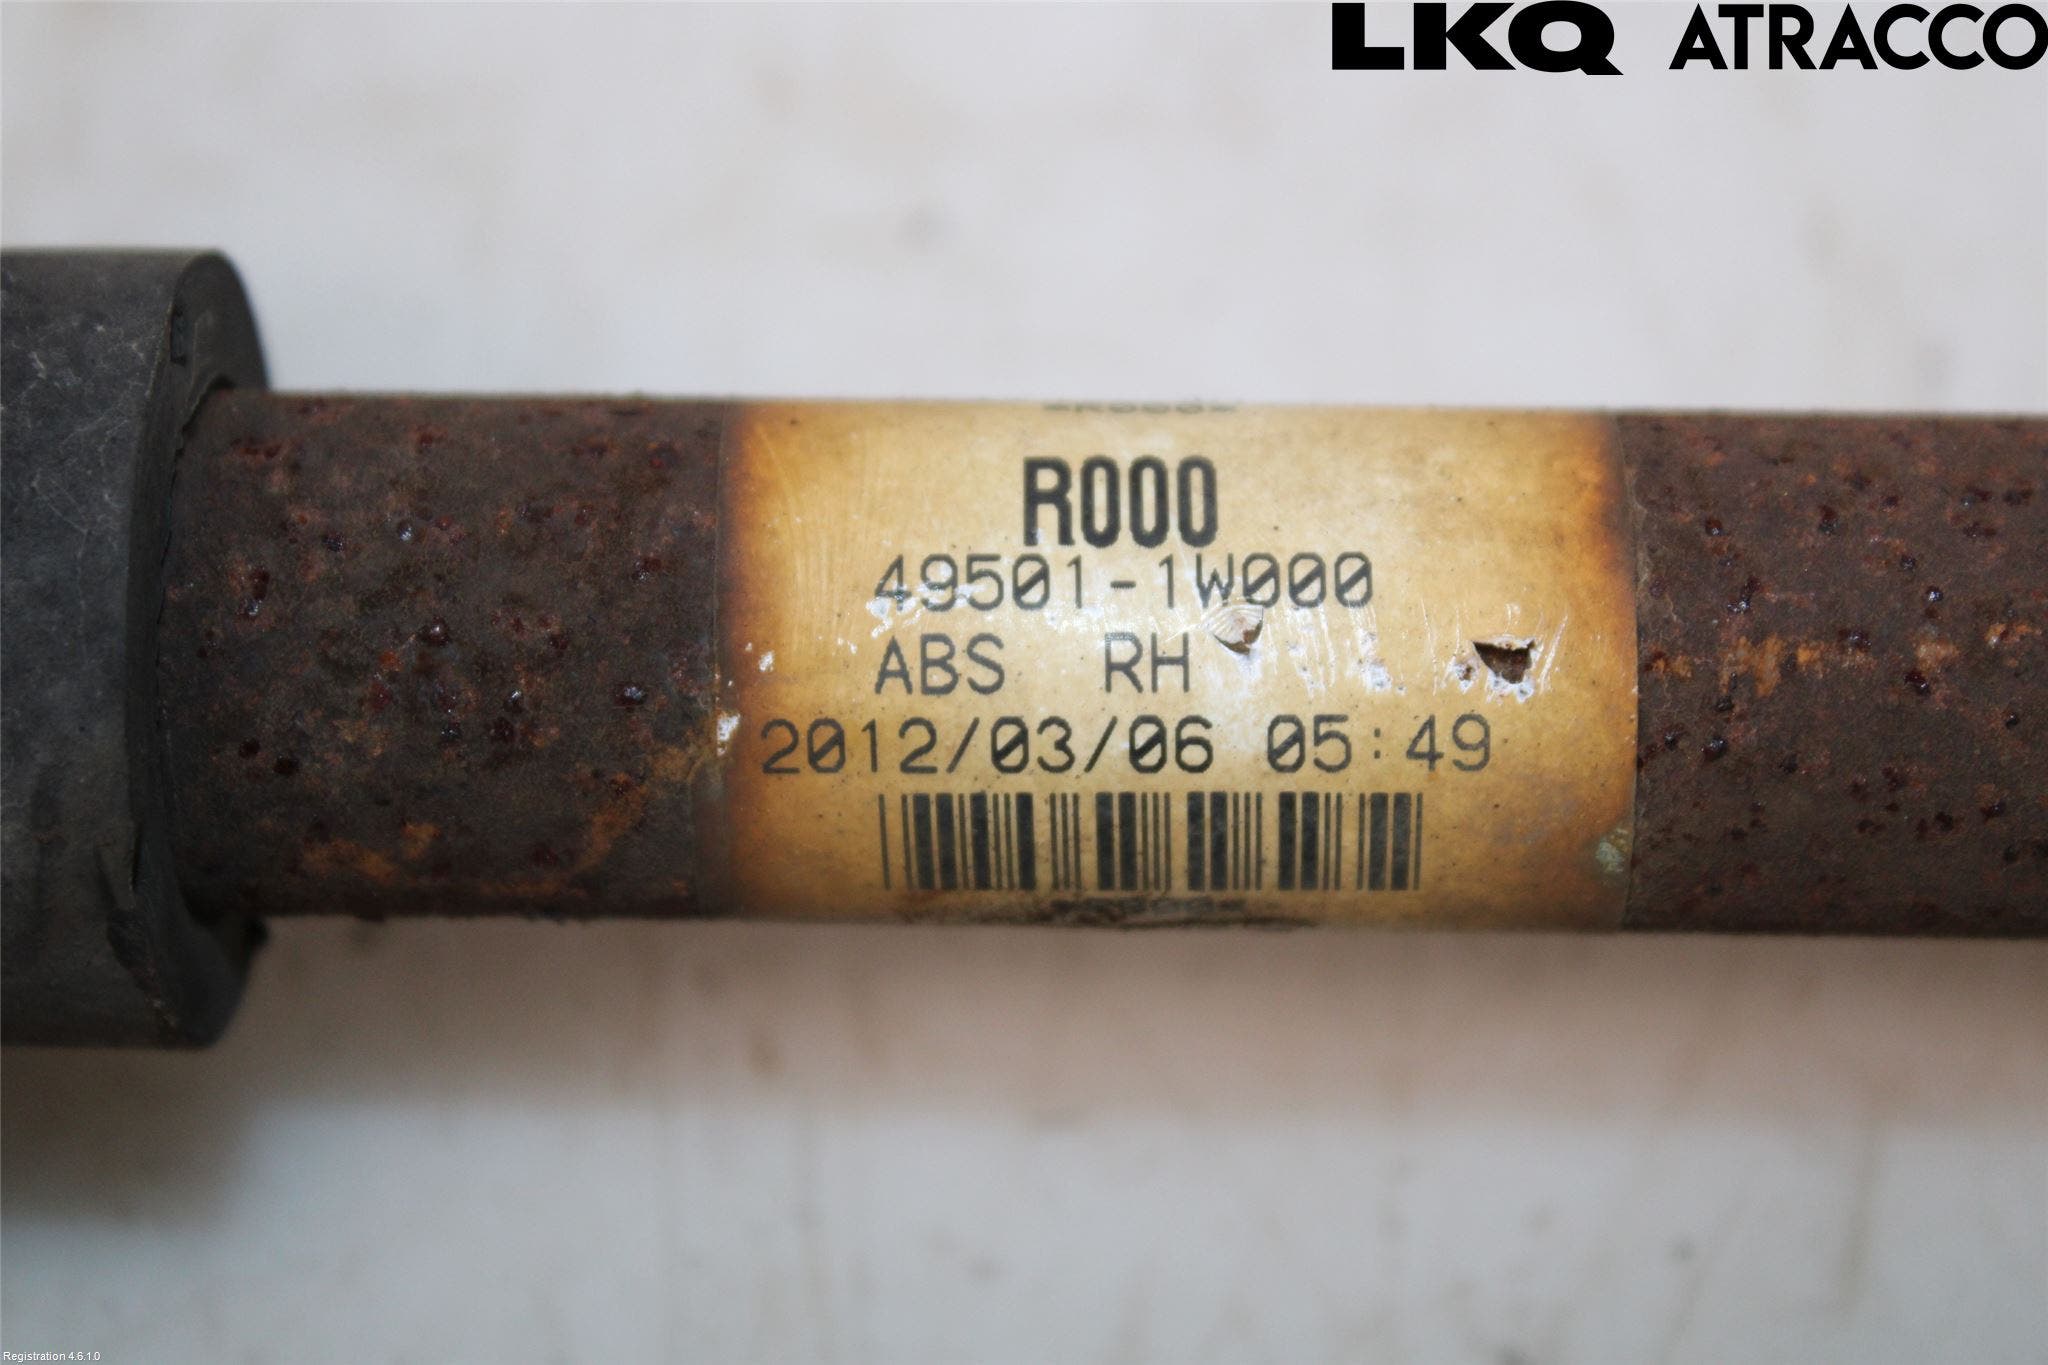 LKQ ATRACCO
R000
49501-1W000
ABS RH
2012/03/06 05:49
Registration 4.6.1.0